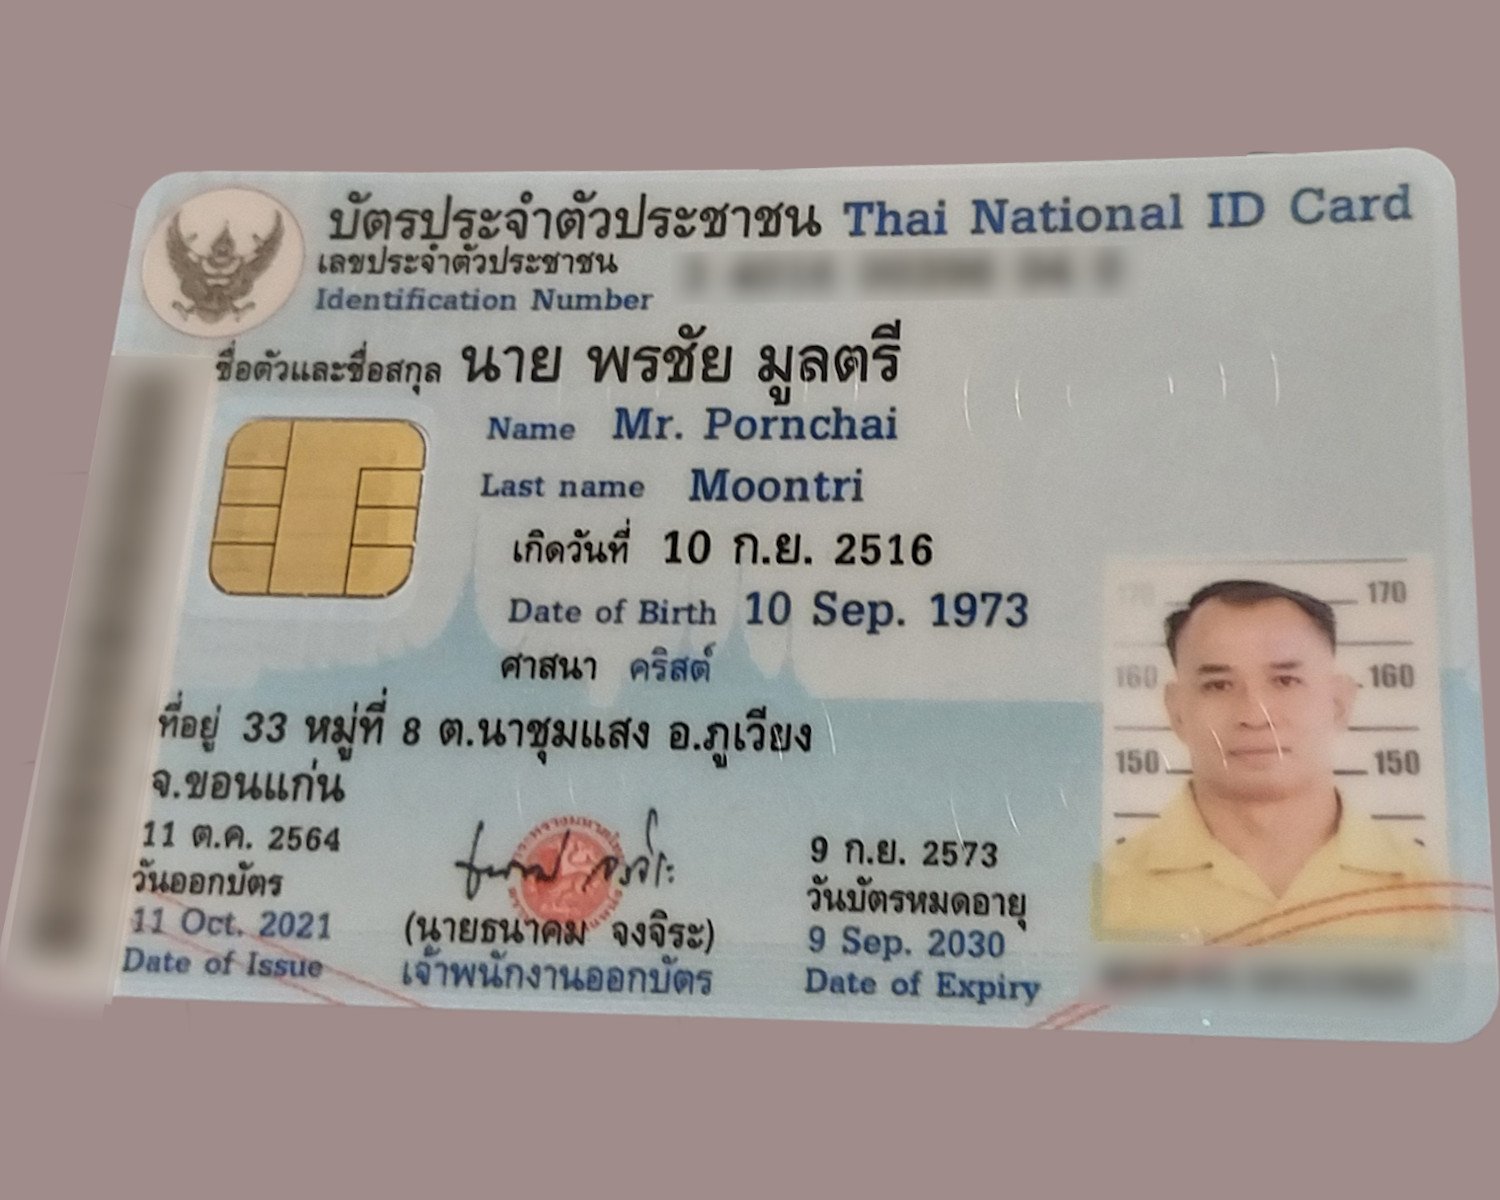 บัตรประจำตัวประชาชน Thai National ID Card
เลขประจำตัวประชาชน
Identification Number
ชื่อตัวและชื่อสกุล นาย พรชัย มูลตรี
Name Mr. Pornchai
Last name Moontri
เกิดวันที่ 10 ก.ย. 2516
Date of Birth 10 Sep. 1973
ศาสนา คริสต์
ที่อยู่ 33 หมู่ที่ 8 ต.นาชุมแสง อ.ภูเวียง
จ.ขอนแก่น
11 ต.ค. 2564
วันออกบัตร
11 Oct. 2021
Date of Issue
(นายธนาคม จงจิระ)
เจ้าพนักงานออกบัตร
9 ก.ย. 2573
วันบัตรหมดอายุ
9 Sep. 2030
Date of Expiry
170
160 160
150 150